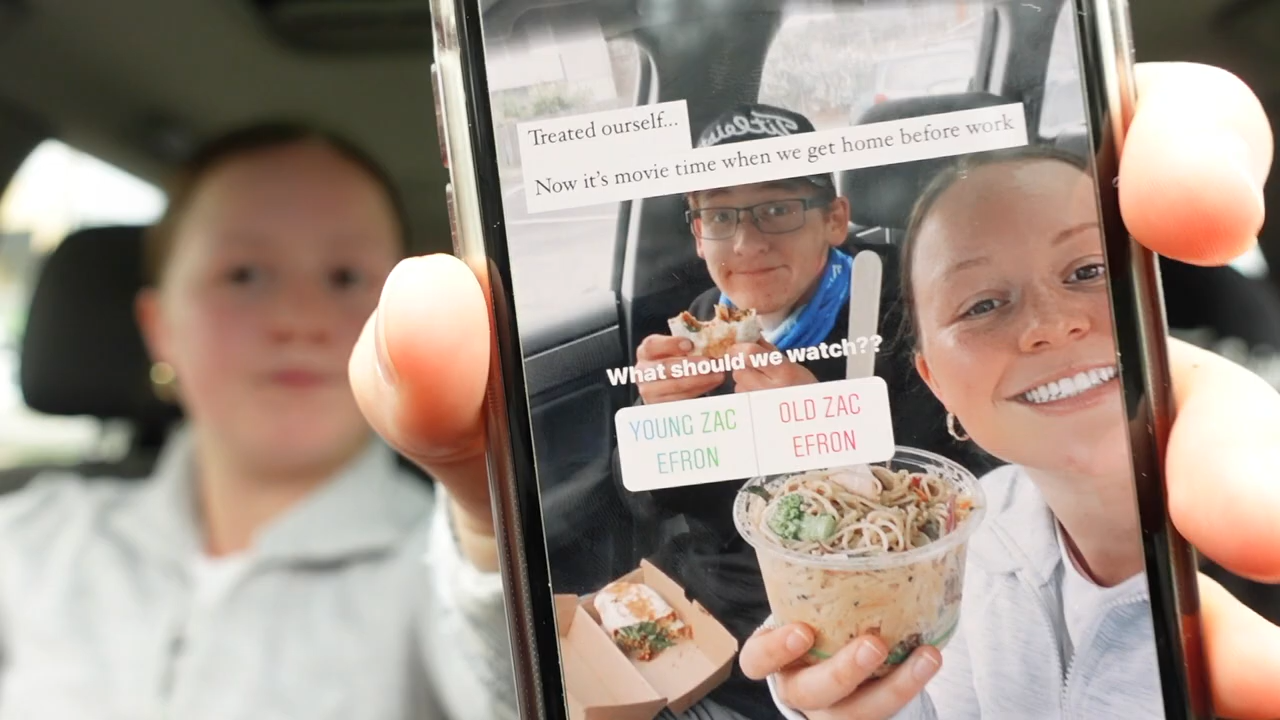 Treated ourself...
Titleist
Now it's movie time when we get home before work
What should we watch??
YOUNG ZAC
EFRON
OLD ZAC
EFRON